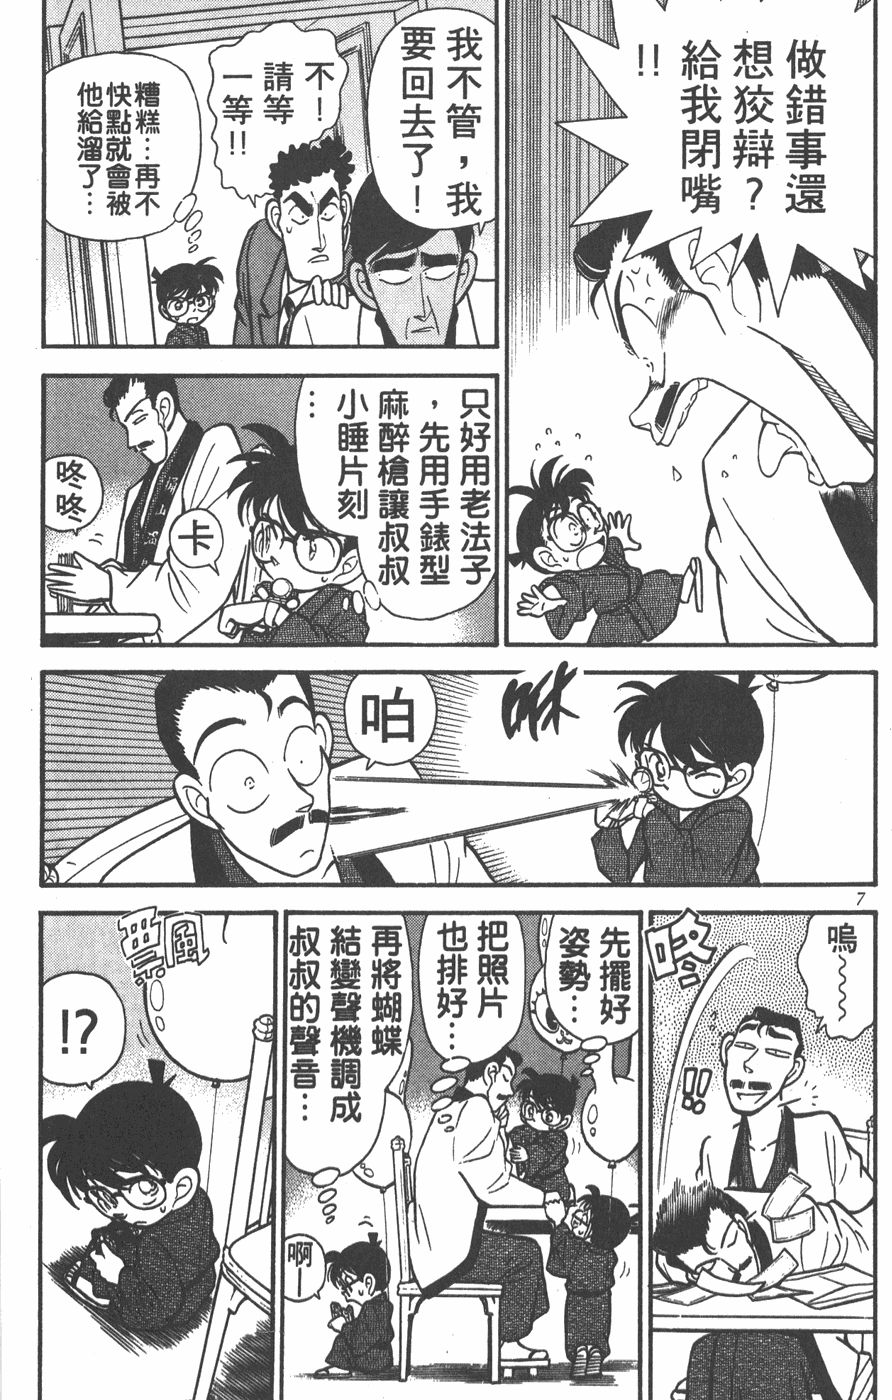 做錯事還
想狡辯？
給我閉嘴
!!
我不管，我
要回去了！
不！
請等
一等!!
糟糕…再不
快點就會被
他給溜了…
只好用老法子
，先用手錶型
麻醉槍讓叔叔
小睡片刻
…
卡
咚咚
咻
啪
7
嗚～～
咚
!!
先擺好
姿勢…
把照片
也排好…
再將蝴蝶
結變聲機調成
叔叔的聲音…
啊—
飄
!?